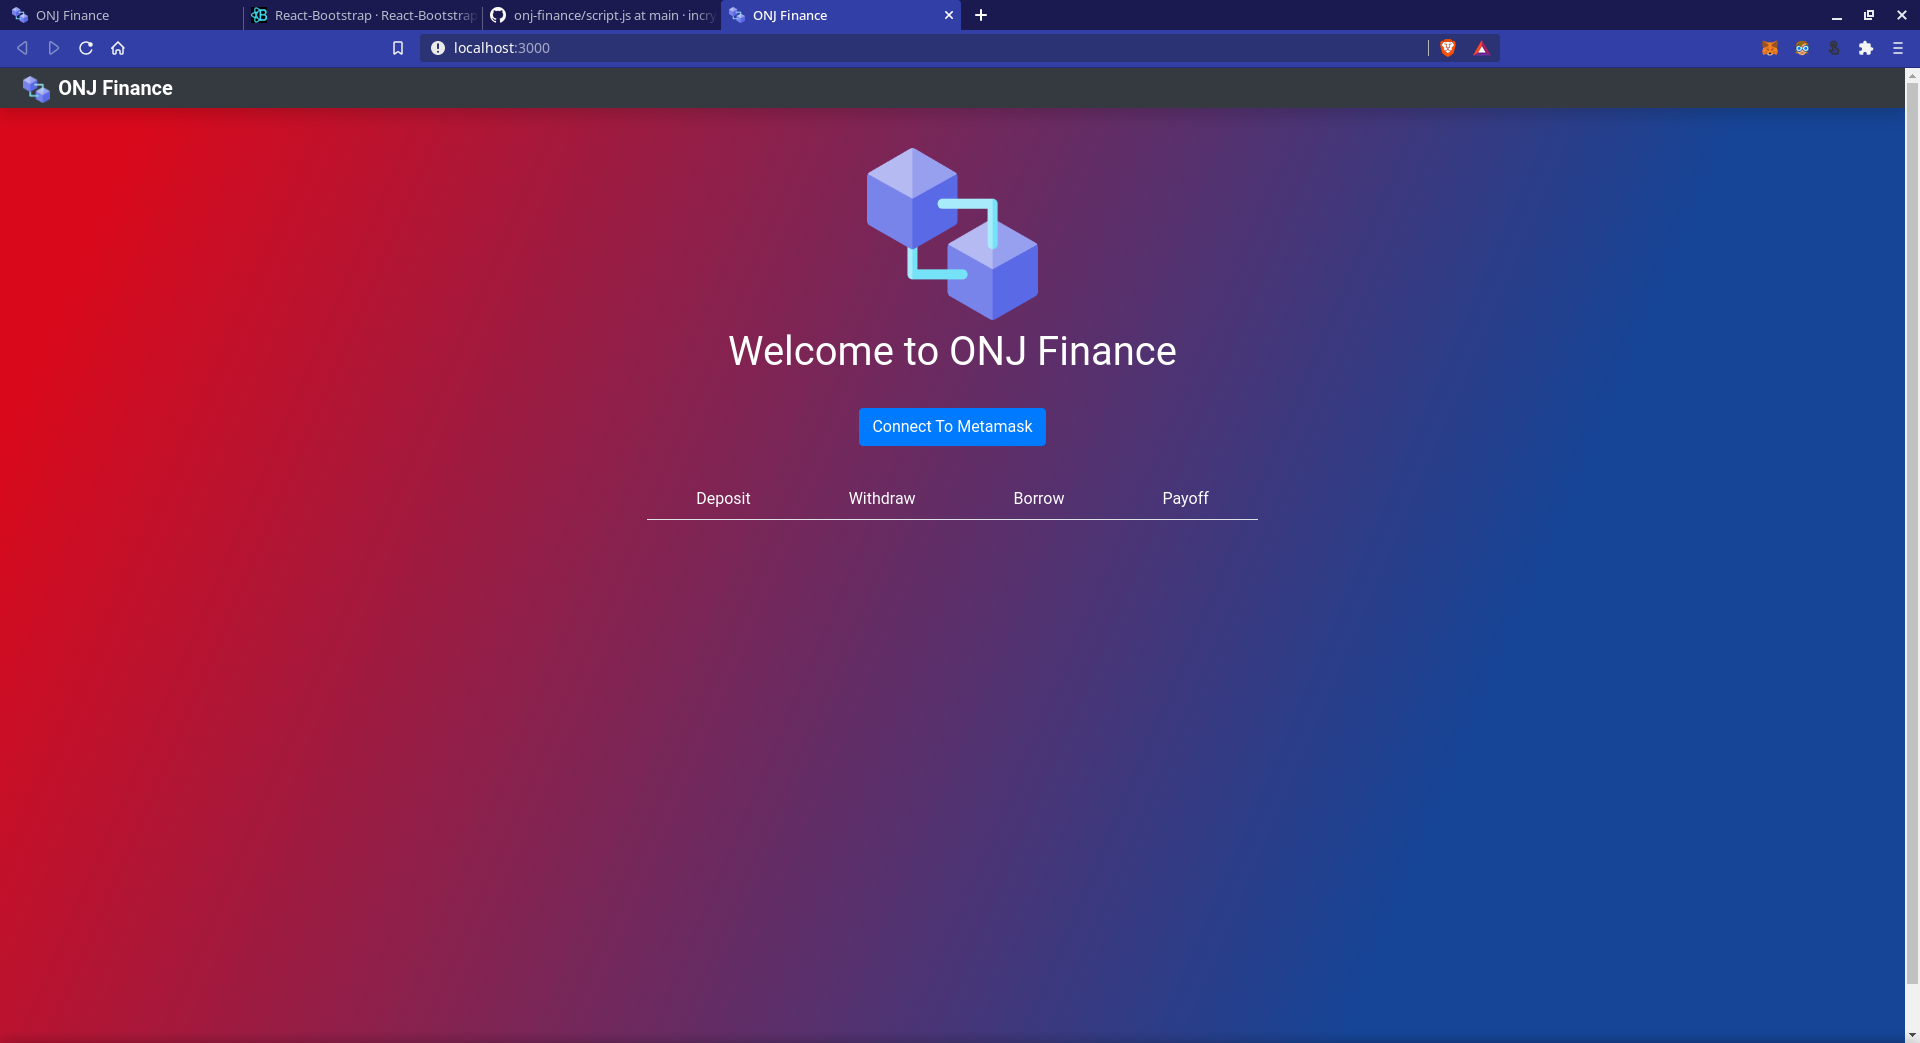 ONJ Finance
React-Bootstrap · React-Bootstrap
onj-finance/script.js at main · incry
ONJ Finance
localhost:3000
ONJ Finance
Welcome to ONJ Finance
Connect To Metamask
Deposit Withdraw Borrow Payoff